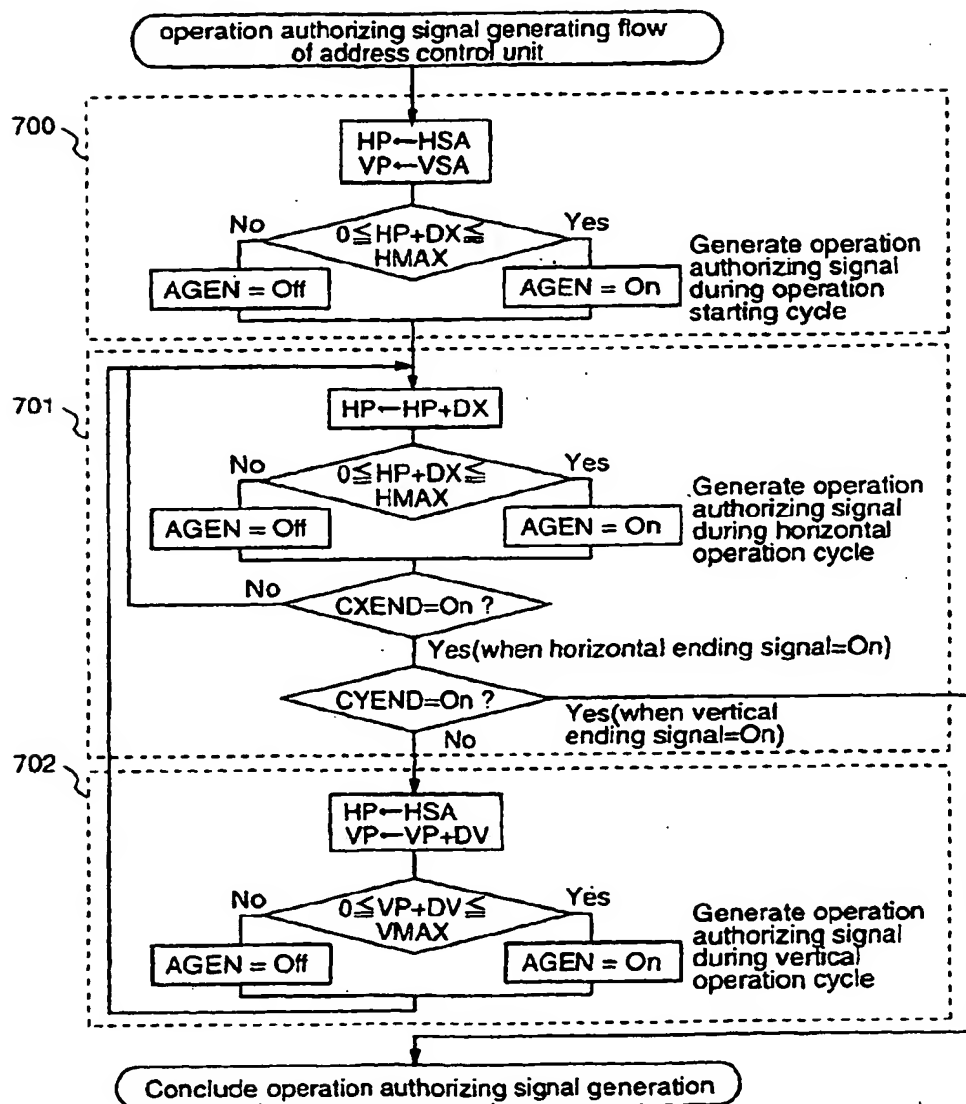 operation authorizing signal generating flow
of address control unit
700
HP←HSA
VP←VSA
No
0≦HP+DX≦
HMAX
Yes
AGEN = Off
AGEN = On
Generate operation
authorizing signal
during operation
starting cycle
701
HP←HP+DX
No
0≦HP+DX≦
HMAX
Yes
AGEN = Off
AGEN = On
Generate operation
authorizing signal
during horizontal
operation cycle
No
CXEND=On ?
Yes(when horizontal ending signal=On)
CYEND=On ?
Yes(when vertical
ending signal=On)
No
702
HP←HSA
VP←VP+DV
No
0≦VP+DV≦
VMAX
Yes
AGEN = Off
AGEN = On
Generate operation
authorizing signal
during vertical
operation cycle
Conclude operation authorizing signal generation